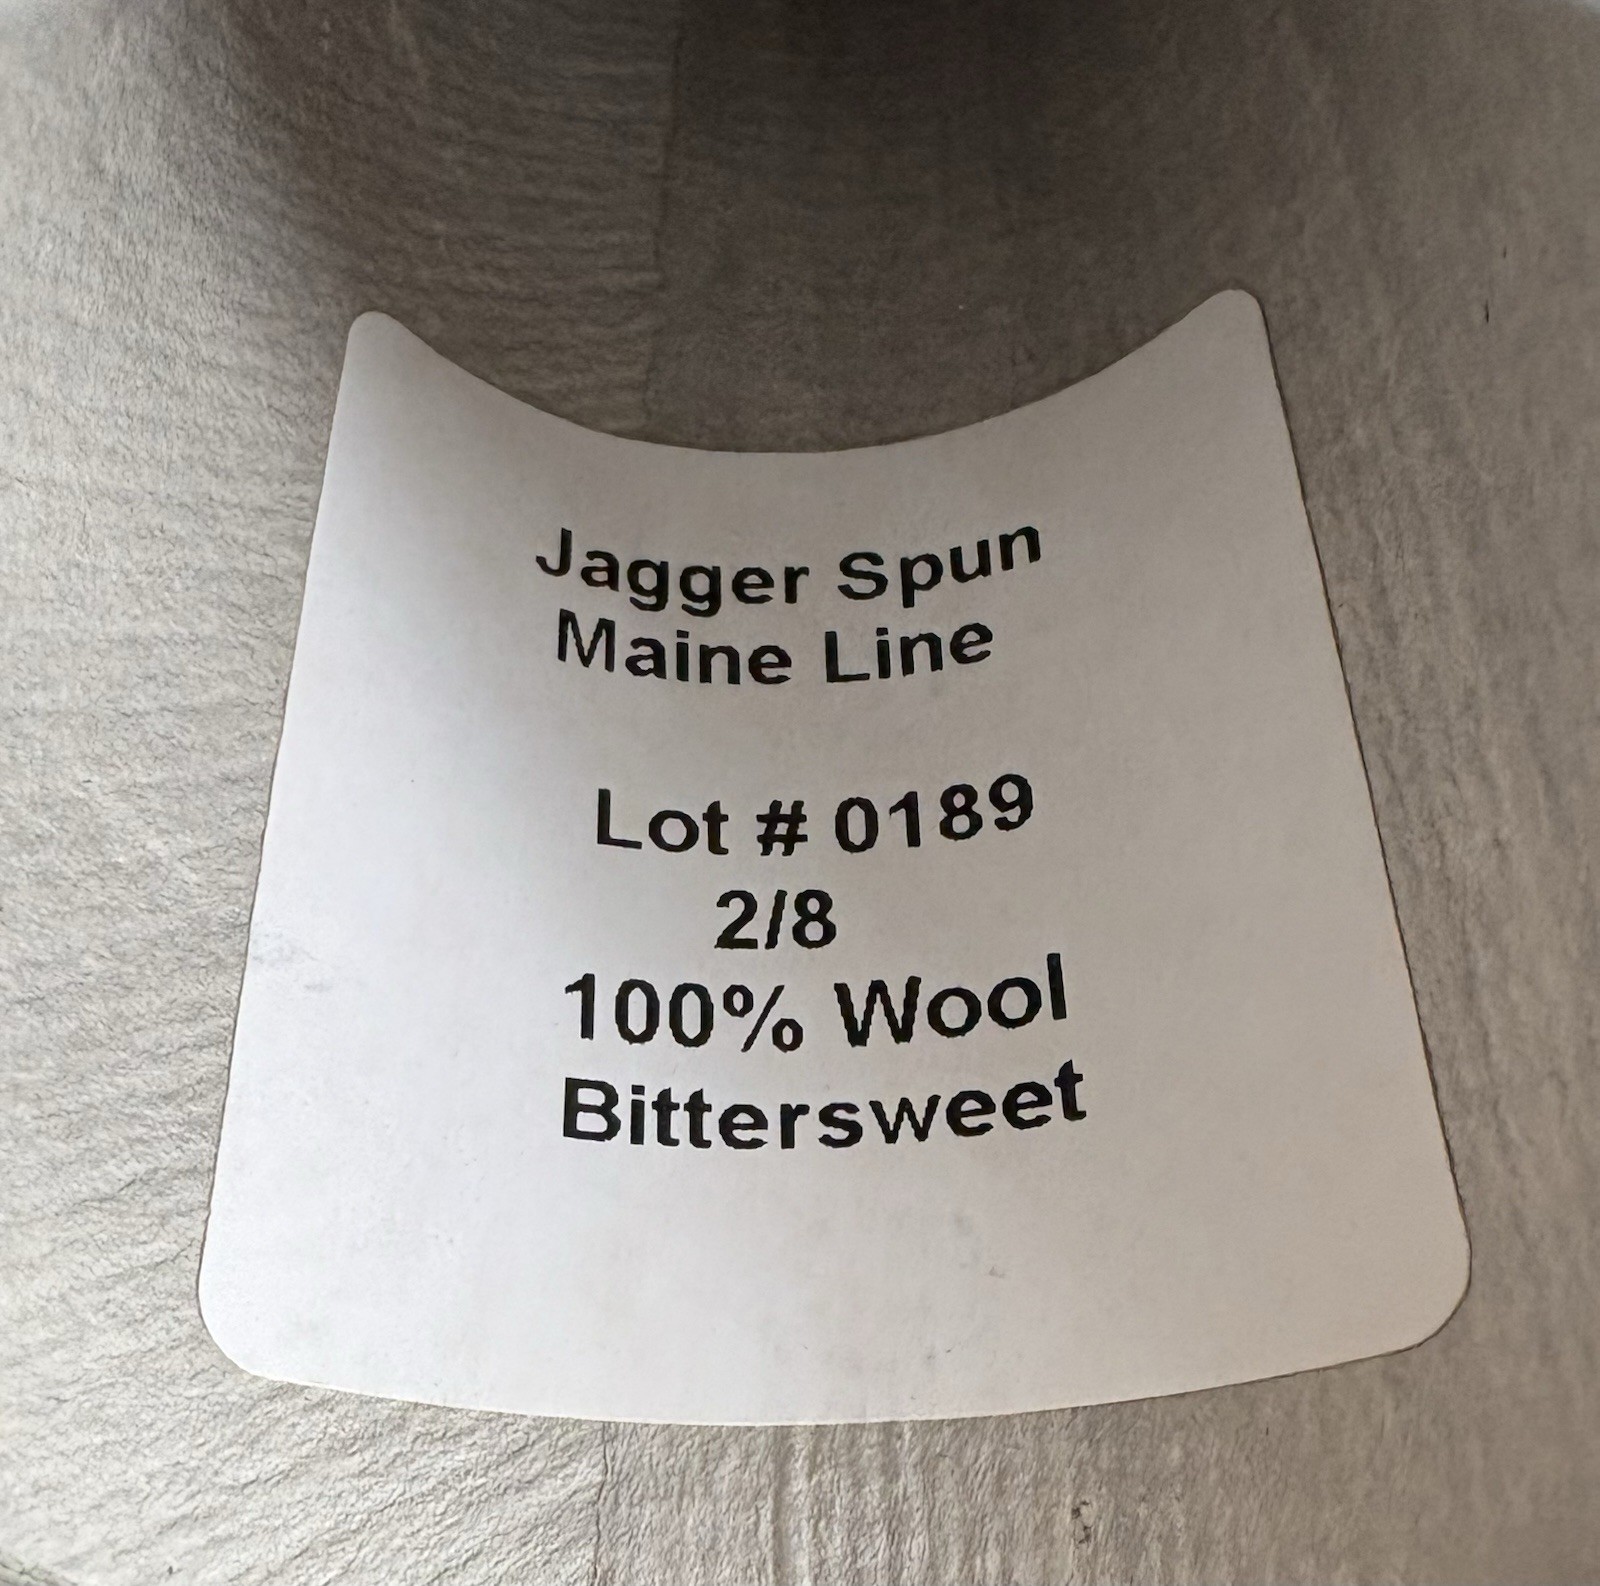 Jagger Spun
Maine Line
Lot # 0189
2/8
100% Wool
Bittersweet